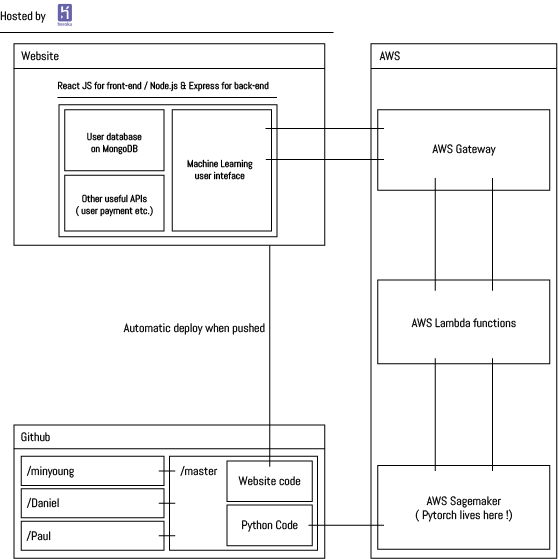 Hosted by
heroku
Website
React JS for front-end / Node.js & Express for back-end
User database
on MongoDB
Other useful APIs
( user payment etc.)
Machine Learning
user inteface
AWS
AWS Gateway
AWS Lambda functions
AWS Sagemaker
( Pytorch lives here !)
Automatic deploy when pushed
Github
/minyoung
/Daniel
/Paul
/master
Website code
Python Code